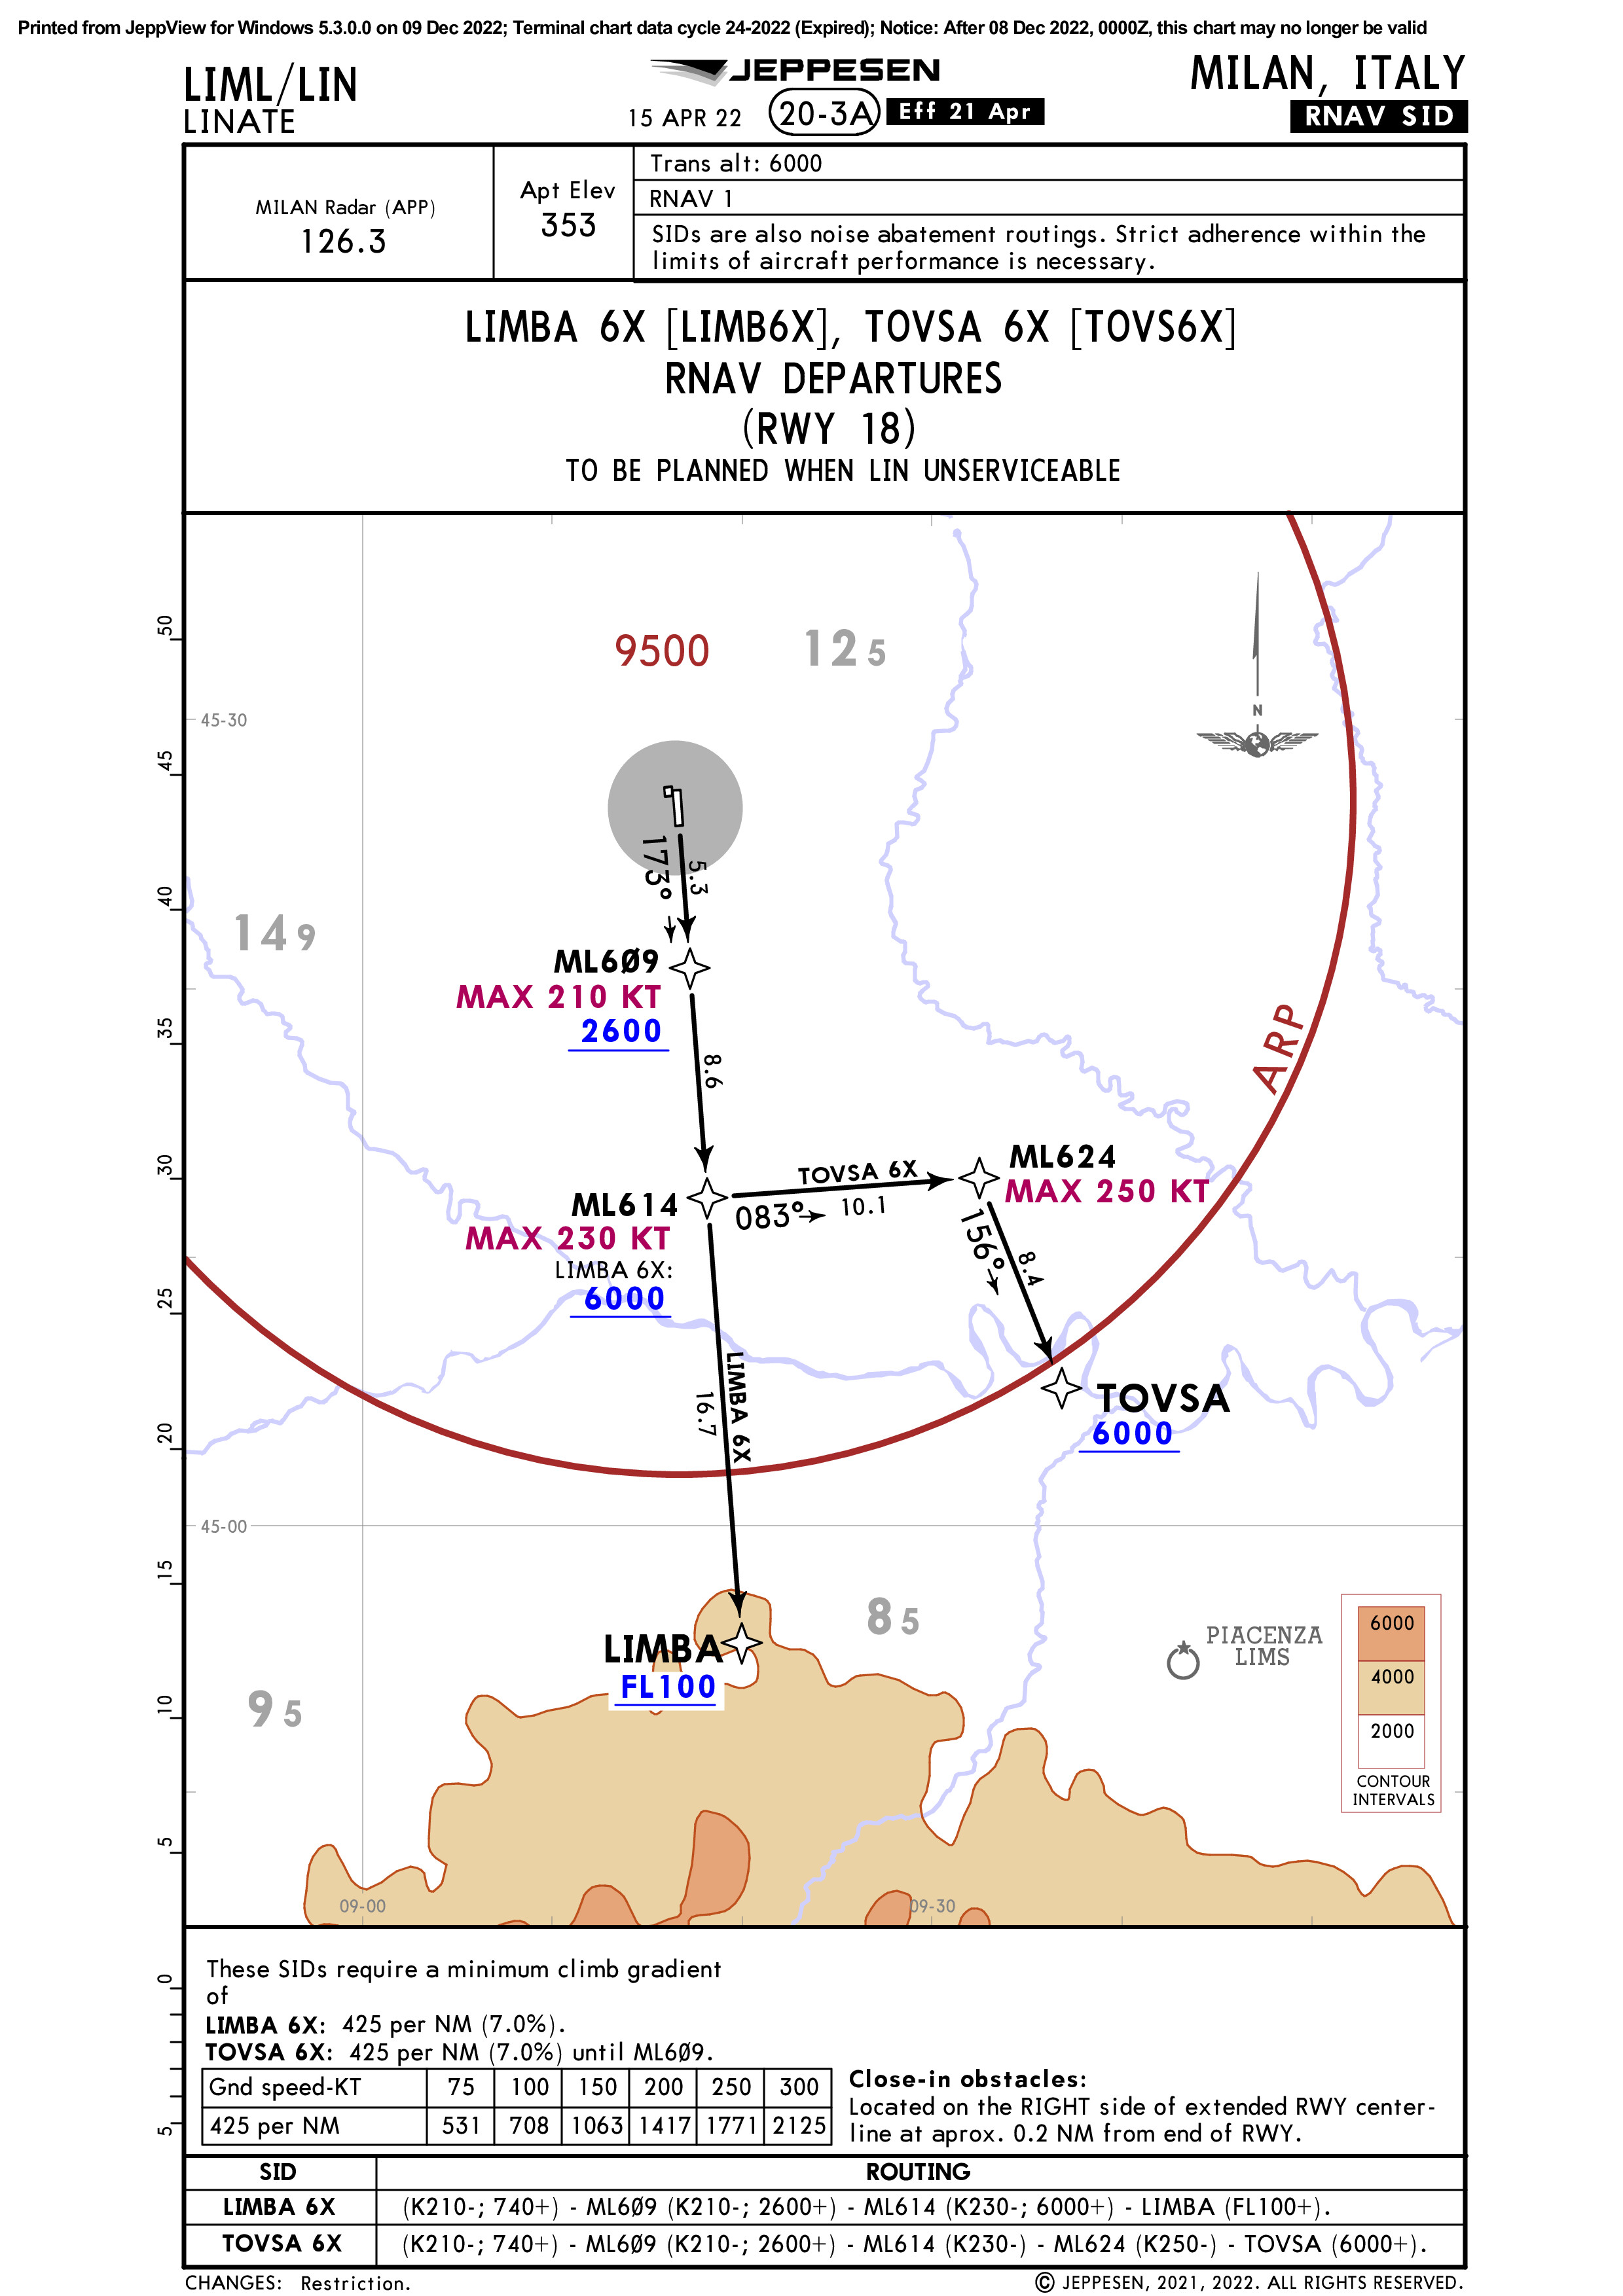 Printed from JeppView for Windows 5.3.0.0 on 09 Dec 2022; Terminal chart data cycle 24-2022 (Expired); Notice: After 08 Dec 2022, 0000Z, this chart may no longer be valid
LIML/LIN
LINATE
JEPPESEN
15 APR 22
20-3A
Eff 21 Apr
MILAN, ITALY
RNAV SID
MILAN Radar (APP)
126.3
Apt Elev
353
Trans alt: 6000
RNAV 1
SIDs are also noise abatement routings. Strict adherence within the
limits of aircraft performance is necessary.
LIMBA 6X [LIMB6X], TOVSA 6X [TOVS6X]
RNAV DEPARTURES
(RWY 18)
TO BE PLANNED WHEN LIN UNSERVICEABLE
50
9500
12 5
N
45-30
45
173°
5.3
40
14 9
ML6Ø9
MAX 210 KT
2600
35
8.6
ARP
30
ML614
MAX 230 KT
LIMBA 6X:
6000
TOVSA 6X
083°
10.1
ML624
MAX 250 KT
156°
8.4
25
LIMBA 6X
16.7
TOVSA
6000
20
45-00
15
8 5
LIMBA
FL100
PIACENZA
LIMS
6000
4000
2000
CONTOUR
INTERVALS
9 5
10
5
09-00
09-30
0
5
These SIDs require a minimum climb gradient
of
LIMBA 6X: 425 per NM (7.0%).
TOVSA 6X: 425 per NM (7.0%) until ML6Ø9.
Gnd speed-KT 75 100 150 200 250 300
425 per NM 531 708 1063 1417 1771 2125
Close-in obstacles:
Located on the RIGHT side of extended RWY center-
line at aprox. 0.2 NM from end of RWY.
SID ROUTING
LIMBA 6X (K210-; 740+) - ML6Ø9 (K210-; 2600+) - ML614 (K230-; 6000+) - LIMBA (FL100+).
TOVSA 6X (K210-; 740+) - ML6Ø9 (K210-; 2600+) - ML614 (K230-) - ML624 (K250-) - TOVSA (6000+).
CHANGES: Restriction.
© JEPPESEN, 2021, 2022. ALL RIGHTS RESERVED.